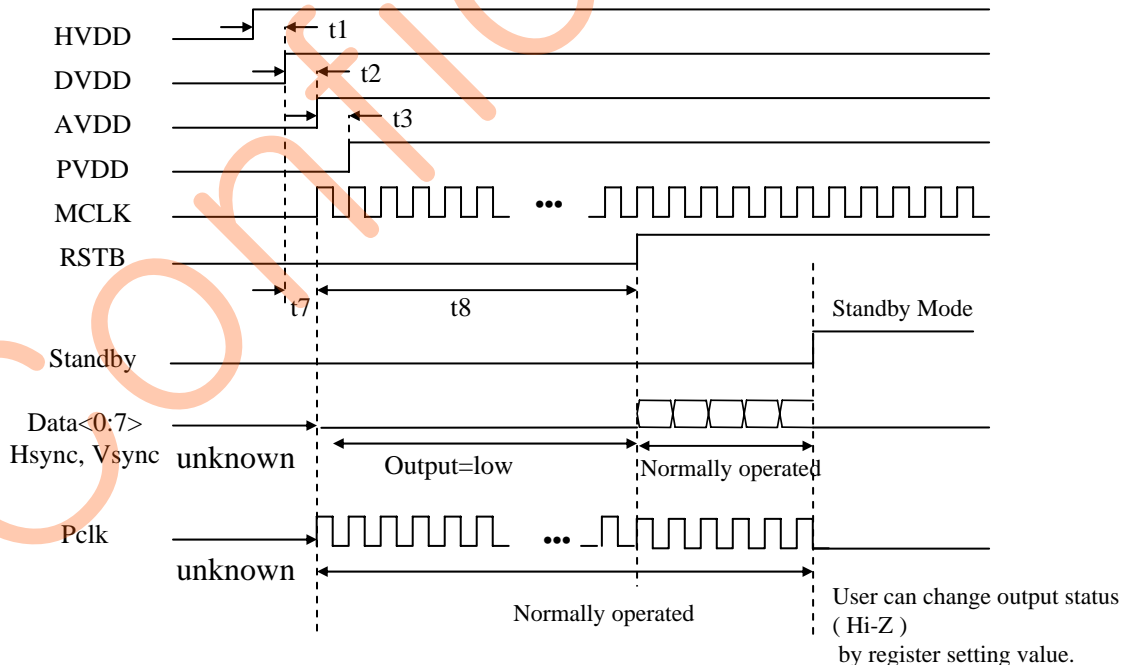 HVDD
t1
DVDD
t2
AVDD
t3
PVDD
MCLK
•••
RSTB
t7
t8
Standby Mode
Standby
Data<0:7>
Hsync, Vsync
unknown
Output=low
Normally operated
Pclk
•••
unknown
Normally operated
User can change output status
( Hi-Z )
by register setting value.
Confi